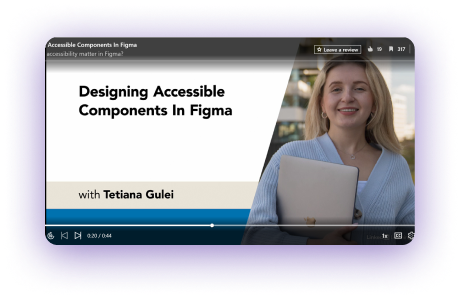 Accessible Components In Figma
accessibility matter in Figma?
Leave a review
19
317
Designing Accessible
Components In Figma
with Tetiana Gulei
0:20 / 0:44
1x